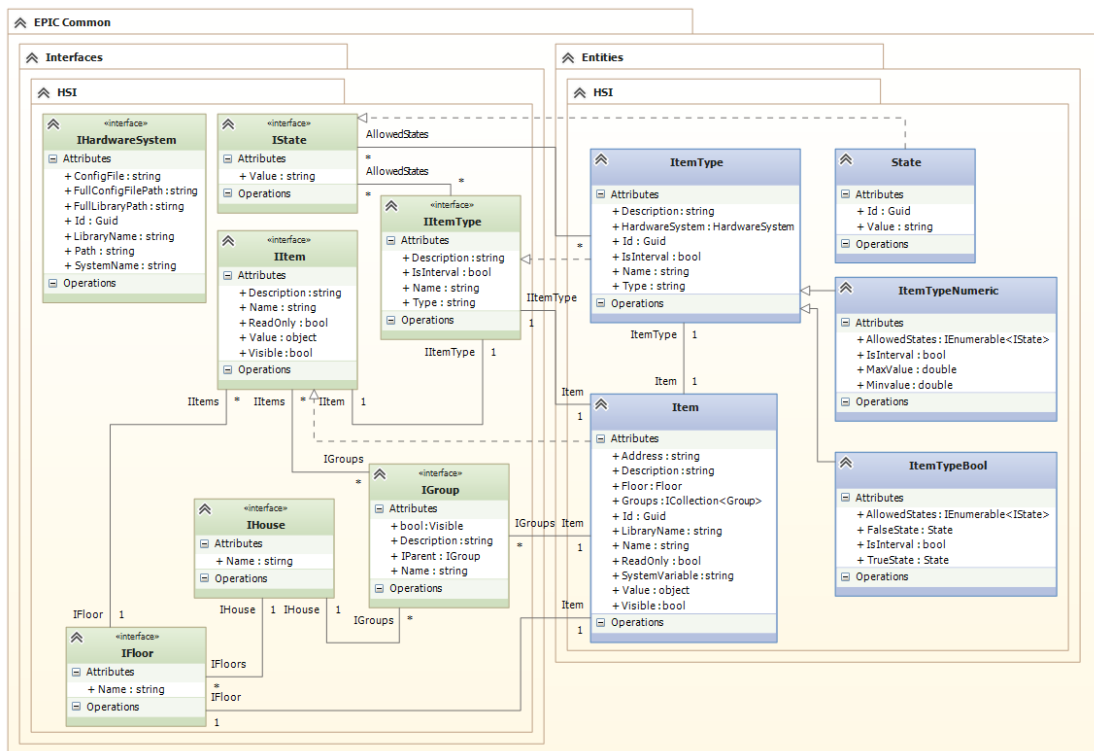 EPIC Common
Interfaces
HSI
«interface»
IHardwareSystem
Attributes
+ ConfigFile : string
+ FullConfigFilePath : string
+ FullLibraryPath : stirng
+ Id : Guid
+ LibraryName : string
+ Path : string
+ SystemName : string
Operations
«interface»
IState
Attributes
+ Value : string
Operations
AllowedStates
*
AllowedStates
*
*
«interface»
IItemType
Attributes
+ Description : string
+ IsInterval : bool
+ Name : string
+ Type : string
Operations
«interface»
IItem
Attributes
+ Description : string
+ Name : string
+ ReadOnly : bool
+ Value : object
+ Visible : bool
Operations
IItemType
1
IItemType 1
IItems *
IItems *
IItem 1
IGroups
*
«interface»
IGroup
Attributes
+ bool : Visible
+ Description : string
+ IParent : IGroup
+ Name : string
Operations
«interface»
IHouse
Attributes
+ Name : stirng
Operations
IHouse 1
IHouse 1
IGroups *
IFloor 1
«interface»
IFloor
Attributes
+ Name : string
Operations
IFloors
*
IFloor
1
IGroups
*
Entities
HSI
ItemType
Attributes
+ Description : string
+ HardwareSystem : HardwareSystem
+ Id : Guid
+ IsInterval : bool
+ Name : string
+ Type : string
Operations
*
State
Attributes
+ Id : Guid
+ Value : string
Operations
ItemTypeNumeric
Attributes
+ AllowedStates : IEnumerable<IState>
+ IsInterval : bool
+ MaxValue : double
+ Minvalue : double
Operations
ItemType 1
Item 1
Item
1
Item
Attributes
+ Address : string
+ Description : string
+ Floor : Floor
+ Groups : ICollection<Group>
+ Id : Guid
+ LibraryName : string
+ Name : string
+ ReadOnly : bool
+ SystemVariable : string
+ Value : object
+ Visible : bool
Operations
Item
1
Item
1
ItemTypeBool
Attributes
+ AllowedStates : IEnumerable<IState>
+ FalseState : State
+ IsInterval : bool
+ TrueState : State
Operations